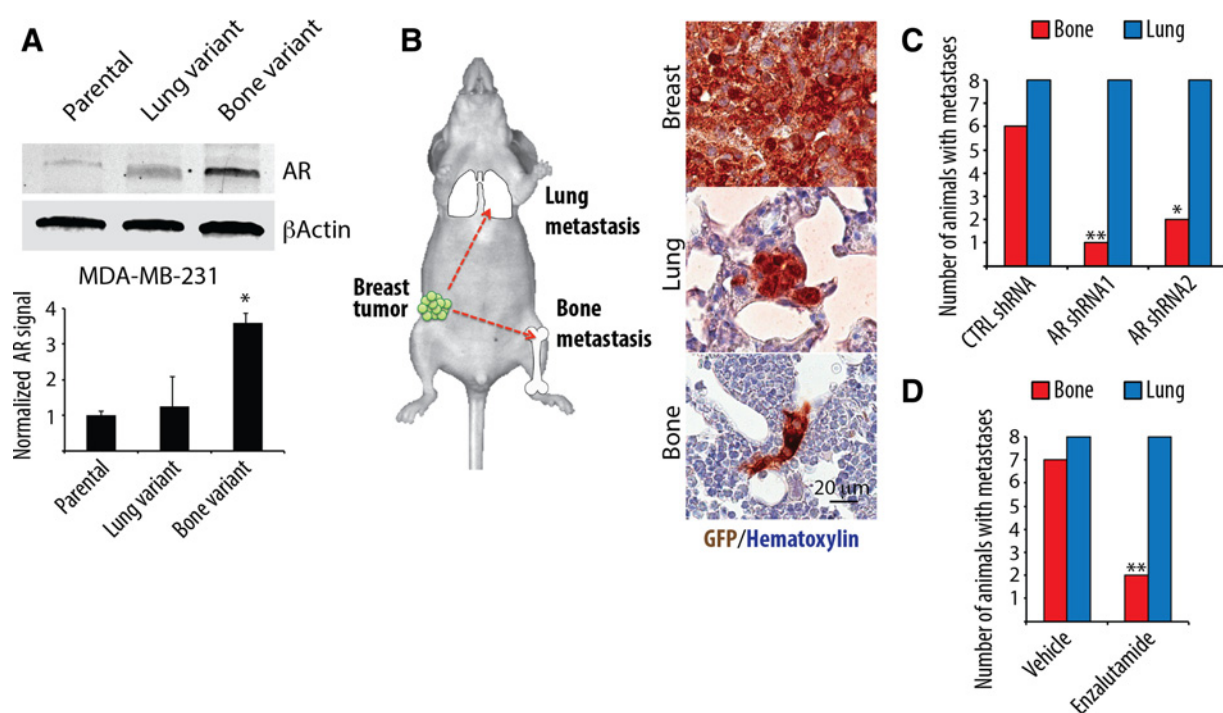 A
Parental
Lung variant
Bone variant
AR
βActin
MDA-MB-231
Normalized AR signal
4
3
2
1
*
Parental
Lung variant
Bone variant
B
Lung
metastasis
Breast
tumor
Bone
metastasis
Breast
Lung
Bone
20 µm
GFP/Hematoxylin
C
Bone
Lung
Number of animals with metastases
8
7
6
5
4
3
2
1
**
*
CTRL shRNA
AR shRNA1
AR shRNA2
D
Bone
Lung
Number of animals with metastases
8
7
6
5
4
3
2
1
**
Vehicle
Enzalutamide